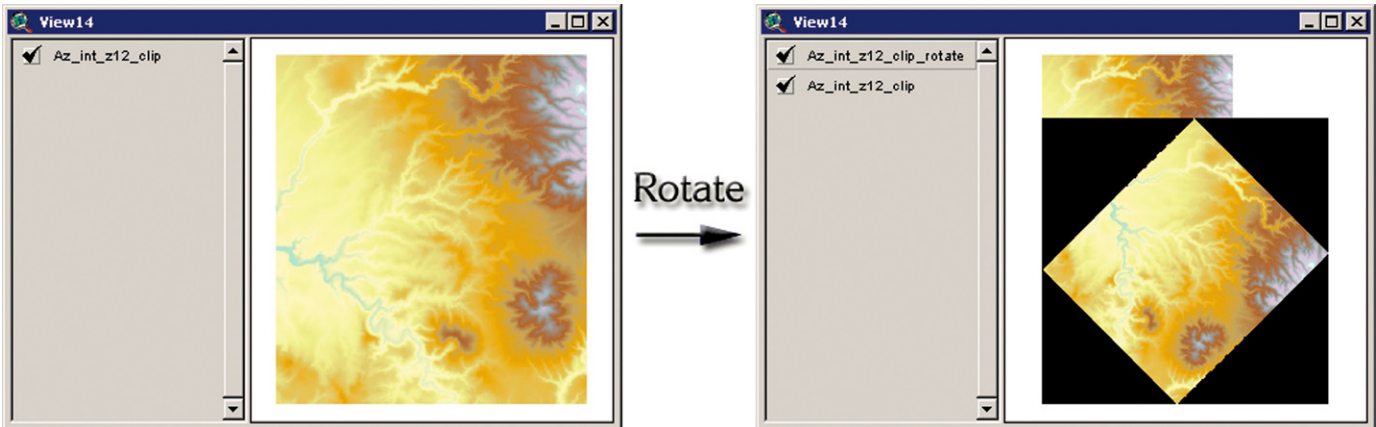 View14
Az_int_z12_clip
Rotate
View14
Az_int_z12_clip_rotate
Az_int_z12_clip